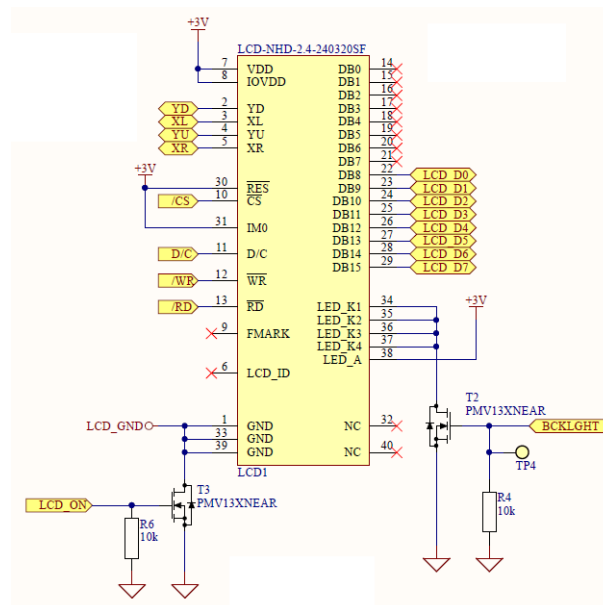 +3V
LCD-NHD-2.4-240320SF
7 VDD DB0 14
8 IOVDD DB1 15
DB2 16
2 YD YD DB3 17
3 XL XL DB4 18
4 YU YU DB5 19
5 XR XR DB6 20
DB7 21
+3V DB8 22 LCD_D0
30 RES DB9 23 LCD_D1
/CS 10 CS DB10 24 LCD_D2
DB11 25 LCD_D3
31 IM0 DB12 26 LCD_D4
DB13 27 LCD_D5
D/C 11 D/C DB14 28 LCD_D6
DB15 29 LCD_D7
/WR 12 WR
/RD 13 RD LED_K1 34 +3V
LED_K2 35
9 FMARK LED_K3 36
LED_K4 37
LED_A 38
6 LCD_ID
T2
PMV13XNEAR
LCD_GND 1 GND NC 32 BCKLGHT
33 GND
39 GND NC 40
TP4
LCD1
T3
PMV13XNEAR
LCD_ON
R4
10k
R6
10k